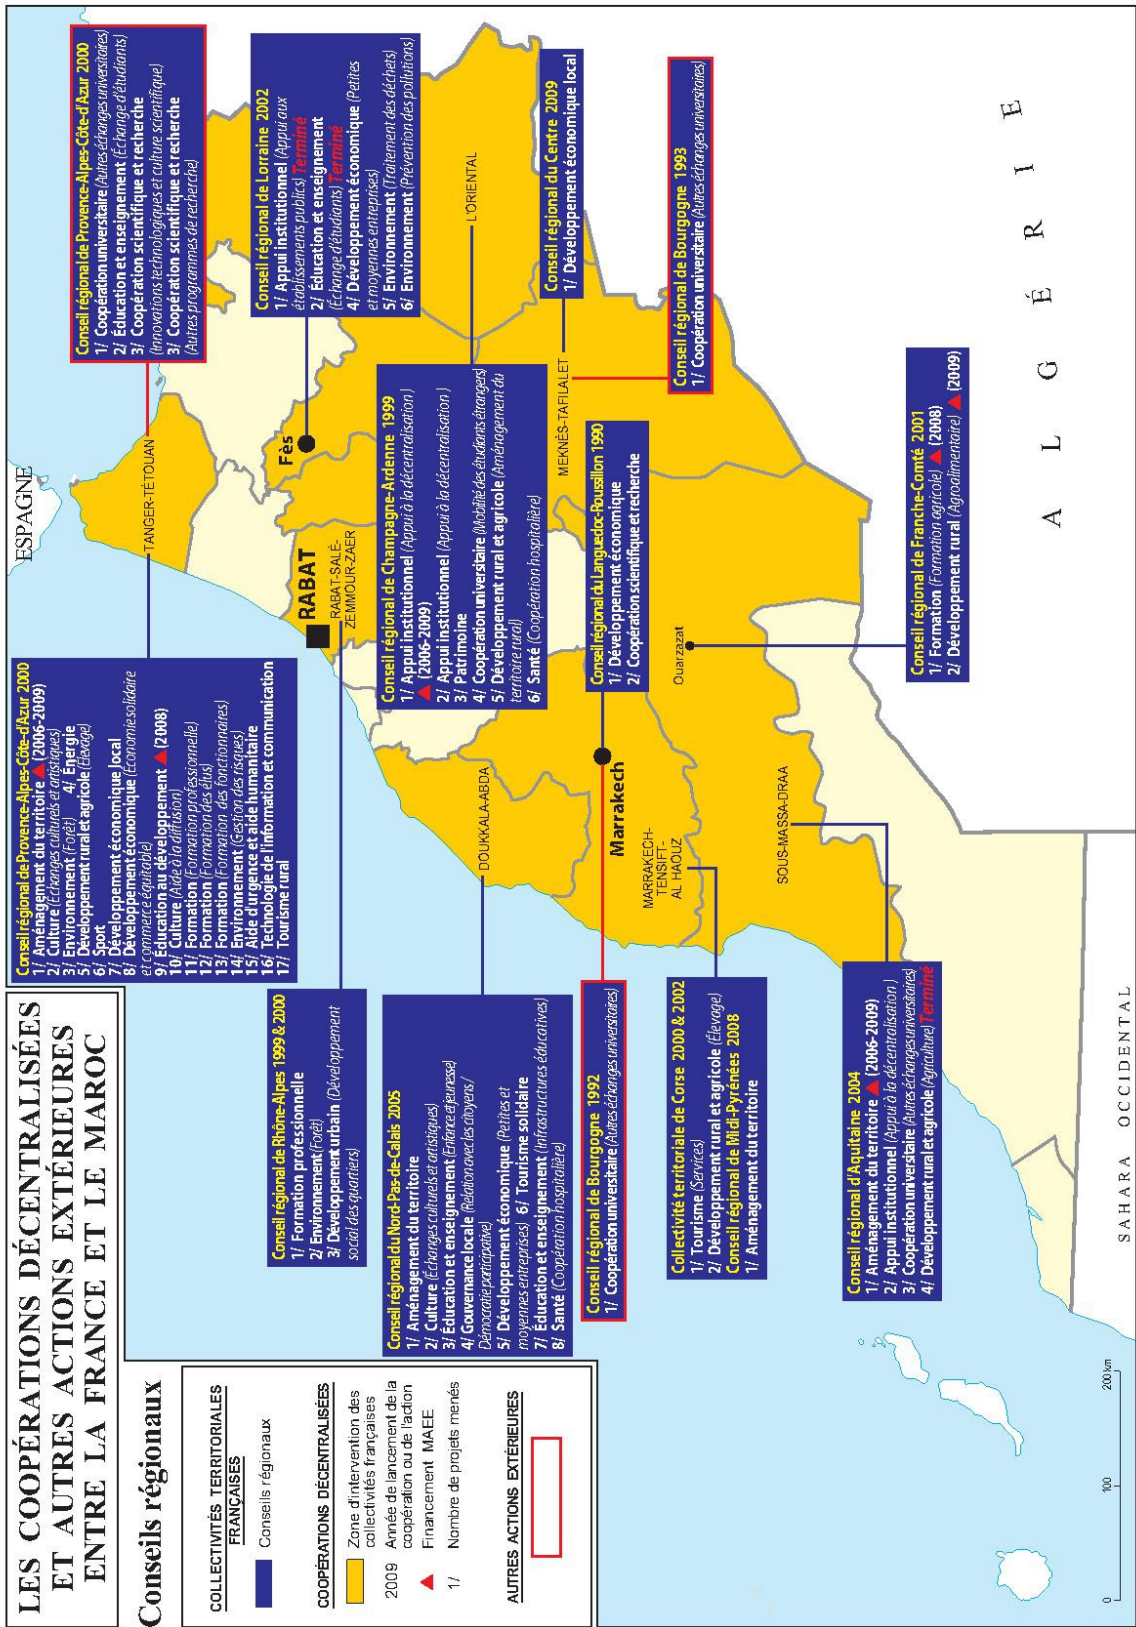 LES COOPÉRATIONS DÉCENTRALISÉES
ET AUTRES ACTIONS EXTÉRIEURES
ENTRE LA FRANCE ET LE MAROC
Conseils régionaux
COLLECTIVITÉS TERRITORIALES
FRANÇAISES
Conseils régionaux
COOPÉRATIONS DÉCENTRALISÉES
Zone d'intervention des
collectivités françaises
2009 Année de lancement de la
coopération ou de l'action
Financement MAEE
1/ Nombre de projets menés
AUTRES ACTIONS EXTÉRIEURES
Conseil régional de Provence-Alpes-Côte-d'Azur 2000
1/ Aménagement du territoire ▲ (2006-2009)
2/ Culture (Échanges culturels et artistiques)
3/ Environnement (Forêt) 4/ Energie
5/ Développement rural et agricole (Élevage)
6/ Sport
7/ Développement économique local
8/ Développement économique (Économie solidaire
et commerce équitable)
9/ Éducation au développement ▲ (2008)
10/ Culture (Aide à la diffusion)
11/ Formation (Formation professionnelle)
12/ Formation (Formation des élus)
13/ Formation (Formation des fonctionnaires)
14/ Environnement (Gestion des risques)
15/ Aide d'urgence et aide humanitaire
16/ Technologie de l'information et communication
17/ Tourisme rural
Conseil régional de Rhône-Alpes 1999 & 2000
1/ Formation professionnelle
2/ Environnement (Forêt)
3/ Développement urbain (Développement
social des quartiers)
Conseil régional du Nord-Pas-de-Calais 2005
1/ Aménagement du territoire
2/ Culture (Échanges culturels et artistiques)
3/ Éducation et enseignement (Enfance et jeunesse)
4/ Gouvernance locale (Relation avec les citoyens/
Démocratie participative)
5/ Développement économique (Petites et
moyennes entreprises) 6/ Tourisme solidaire
7/ Éducation et enseignement (Infrastructures éducatives)
8/ Santé (Coopération hospitalière)
Conseil régional de Bourgogne 1992
1/ Coopération universitaire (Autres échanges universitaires)
Collectivité territoriale de Corse 2000 & 2002
1/ Tourisme (Services)
2/ Développement rural et agricole (Élevage)
Conseil régional de Midi-Pyrénées 2008
1/ Aménagement du territoire
Conseil régional d'Aquitaine 2004
1/ Aménagement du territoire ▲ (2006-2009)
2/ Appui institutionnel (Appui à la décentralisation )
3/ Coopération universitaire (Autres échanges universitaires)
4/ Développement rural et agricole (Agriculture) Terminé
Conseil régional de Provence-Alpes-Côte-d'Azur 2000
1/ Coopération universitaire (Autres échanges universitaires)
2/ Éducation et enseignement (Échange d'étudiants)
3/ Coopération scientifique et recherche
(Innovations technologiques et culture scientifique)
3/ Coopération scientifique et recherche
(Autres programmes de recherche)
Conseil régional de Lorraine 2002
1/ Appui institutionnel (Appui aux
établissements publics) Terminé
2/ Éducation et enseignement
(Échange d'étudiants) Terminé
4/ Développement économique (Petites
et moyennes entreprises)
5/ Environnement (Traitement des déchets)
6/ Environnement (Prévention des pollutions)
Conseil régional de Champagne-Ardenne 1999
1/ Appui institutionnel (Appui à la décentralisation )
▲ (2006-2009)
2/ Appui institutionnel (Appui à la décentralisation )
3/ Patrimoine
4/ Coopération universitaire (Mobilité des étudiants étrangers)
5/ Développement rural et agricole (Aménagement du
territoire rural)
6/ Santé (Coopération hospitalière)
Conseil régional du Centre 2009
1/ Développement économique local
Conseil régional du Languedoc-Roussillon 1990
1/ Développement économique
2/ Coopération scientifique et recherche
Conseil régional de Bourgogne 1993
1/ Coopération universitaire (Autres échanges universitaires)
Conseil régional de Franche-Comté 2001
1/ Formation (Formation agricole) ▲ (2008)
2/ Développement rural (Agroalimentaire) ▲ (2009)
ESPAGNE
TANGER-TÉTOUAN
Fès
RABAT
RABAT-SALÉ-
ZEMMOUR-ZAER
L'ORIENTAL
DOUKKALA-ABDA
MEKNÈS-TAFILALET
Marrakech
MARRAKECH-
TENSIFT-
AL HAOUZ
Ouarzazat
SOUS-MASSA-DRAA
ALGÉRIE
SAHARA OCCIDENTAL
0 100 200 km